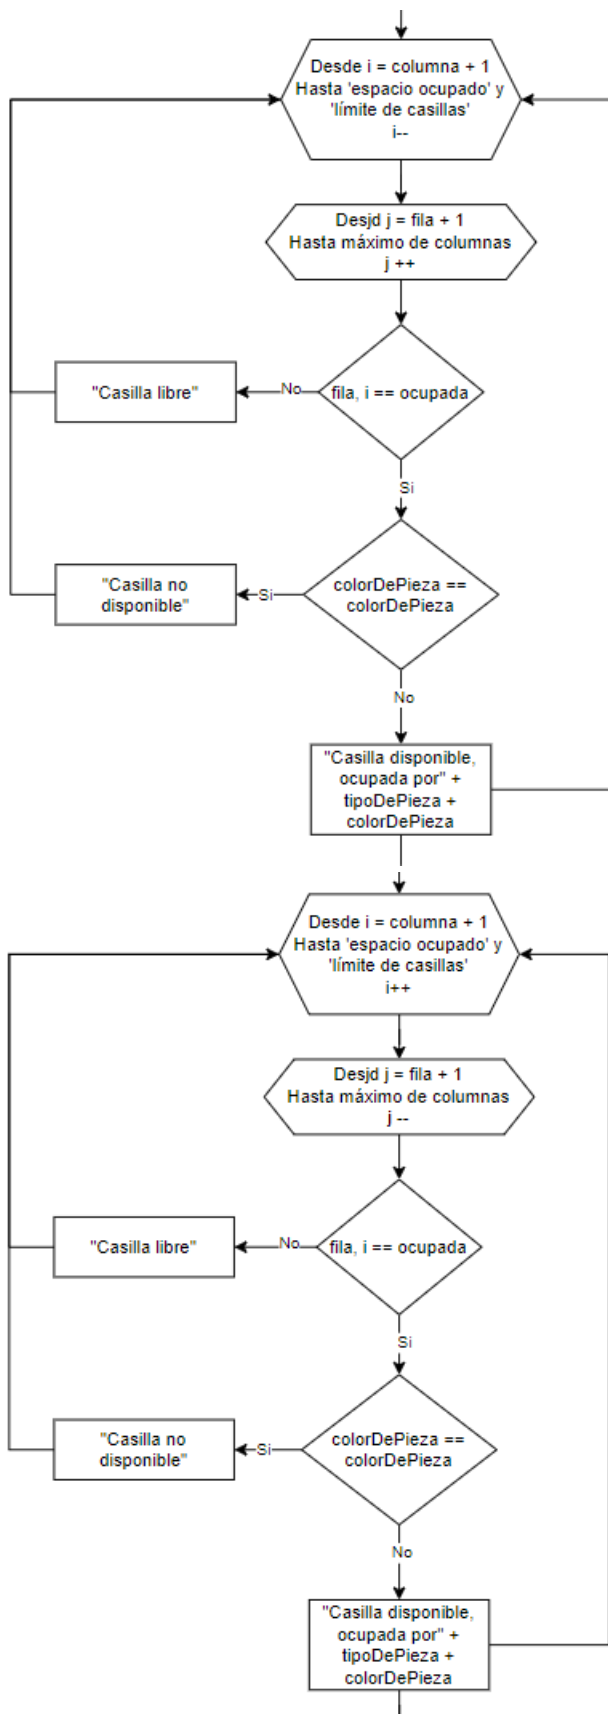 Desde i = columna + 1
Hasta 'espacio ocupado' y
'límite de casillas'
i--
Desjd j = fila + 1
Hasta máximo de columnas
j ++
"Casilla libre"
No
fila, i == ocupada
Si
"Casilla no
disponible"
Si
colorDePieza ==
colorDePieza
No
"Casilla disponible,
ocupada por" +
tipoDePieza +
colorDePieza
Desde i = columna + 1
Hasta 'espacio ocupado' y
'límite de casillas'
i++
Desjd j = fila + 1
Hasta máximo de columnas
j --
"Casilla libre"
No
fila, i == ocupada
Si
"Casilla no
disponible"
Si
colorDePieza ==
colorDePieza
No
"Casilla disponible,
ocupada por" +
tipoDePieza +
colorDePieza